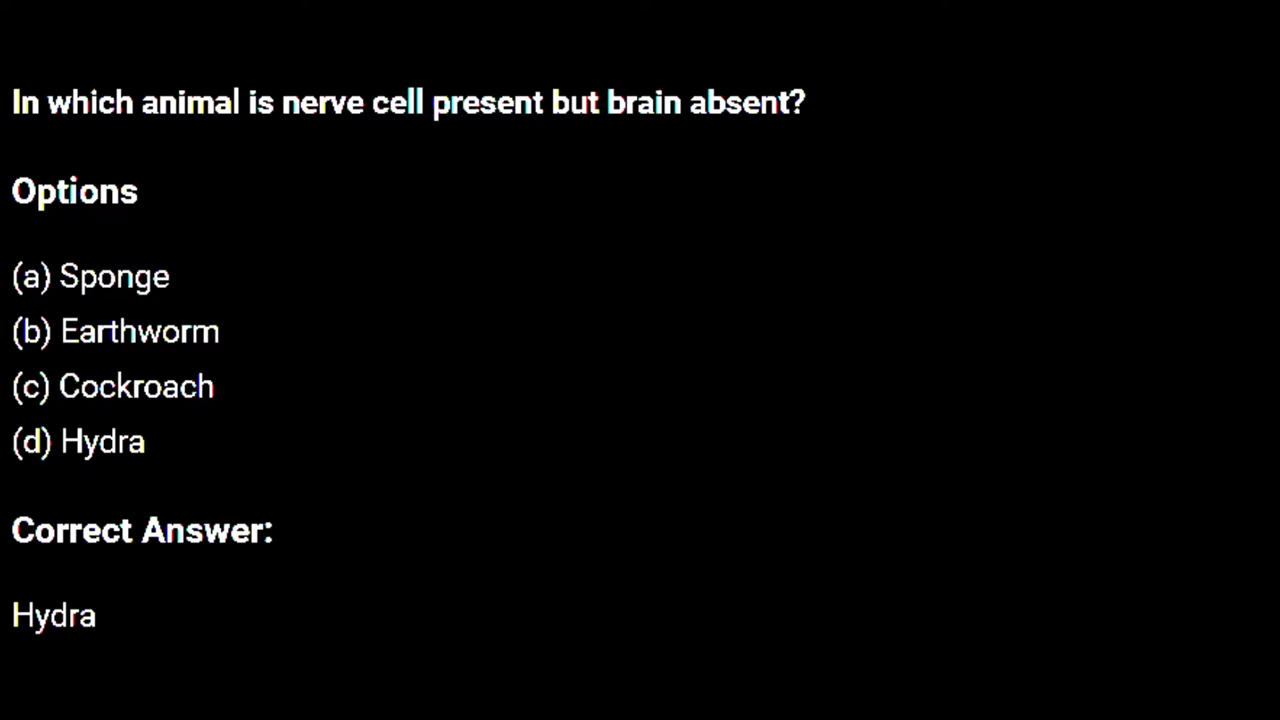 In which animal is nerve cell present but brain absent?
Options
(a) Sponge
(b) Earthworm
(c) Cockroach
(d) Hydra
Correct Answer:
Hydra